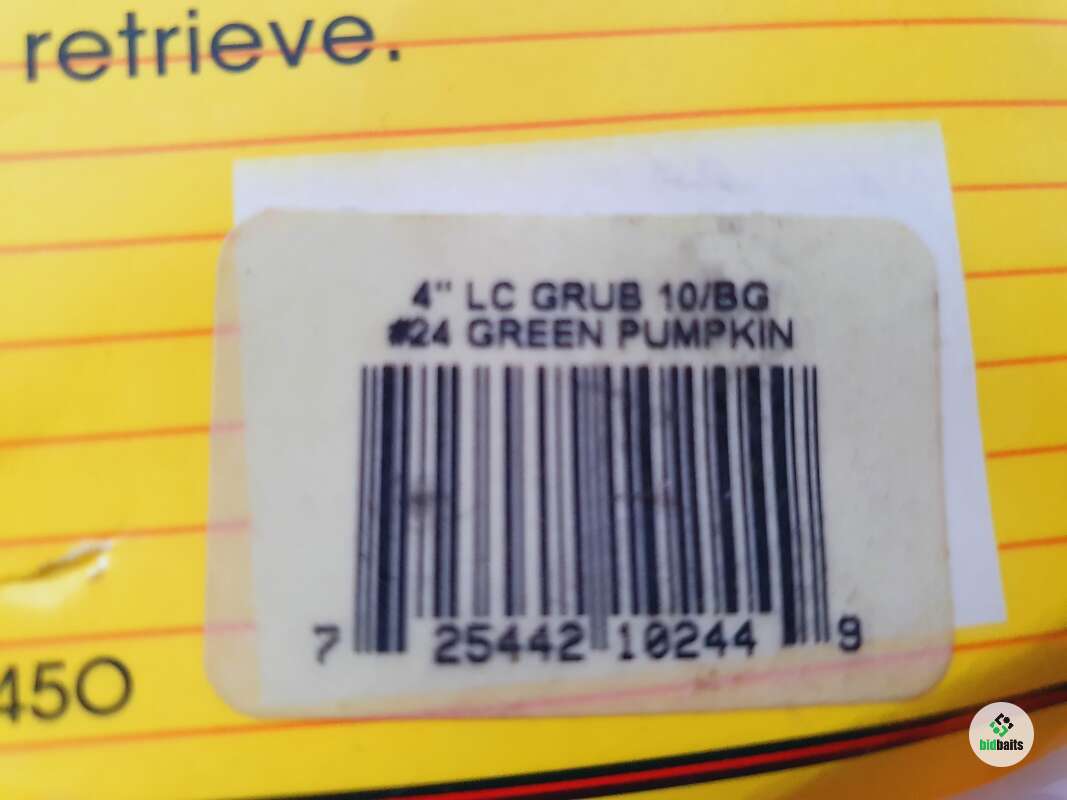 retrieve.
4" LC GRUB 10/BG
#24 GREEN PUMPKIN
7 25442 10244 9
450
bidbaits